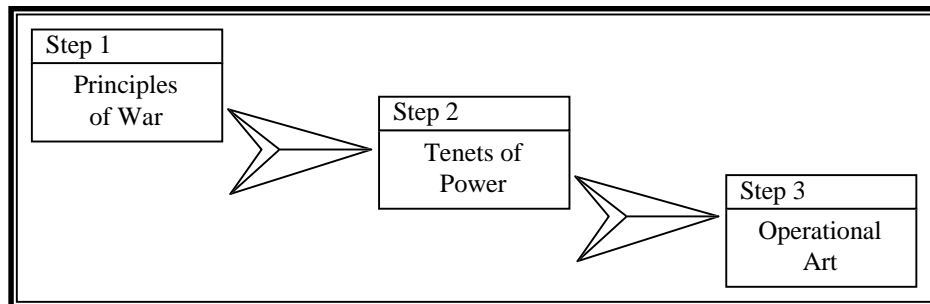 Step 1
Principles
of War
Step 2
Tenets of
Power
Step 3
Operational
Art